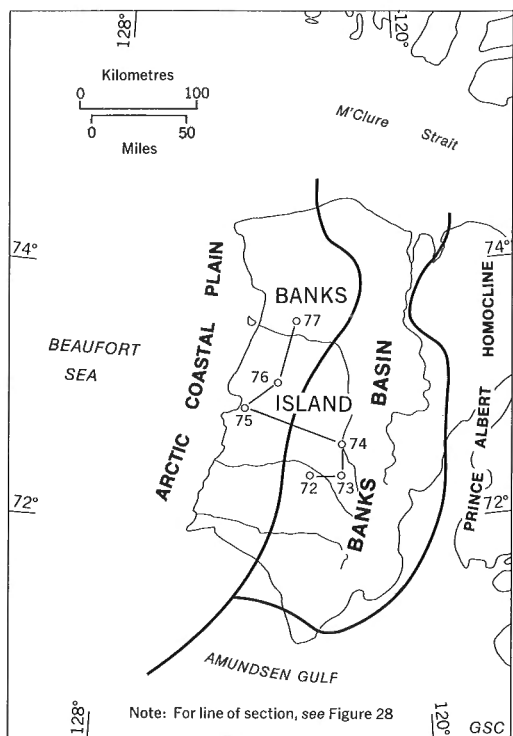 128°
120°
Kilometres
0 100
0 50
Miles
M'Clure Strait
74°
74°
ARCTIC COASTAL PLAIN
BANKS
77
PRINCE ALBERT HOMOCLINE
BEAUFORT
SEA
76
ISLAND
BANKS BASIN
75
74
72
73
72°
72°
AMUNDSEN GULF
128°
Note: For line of section, see Figure 28
120°
GSC